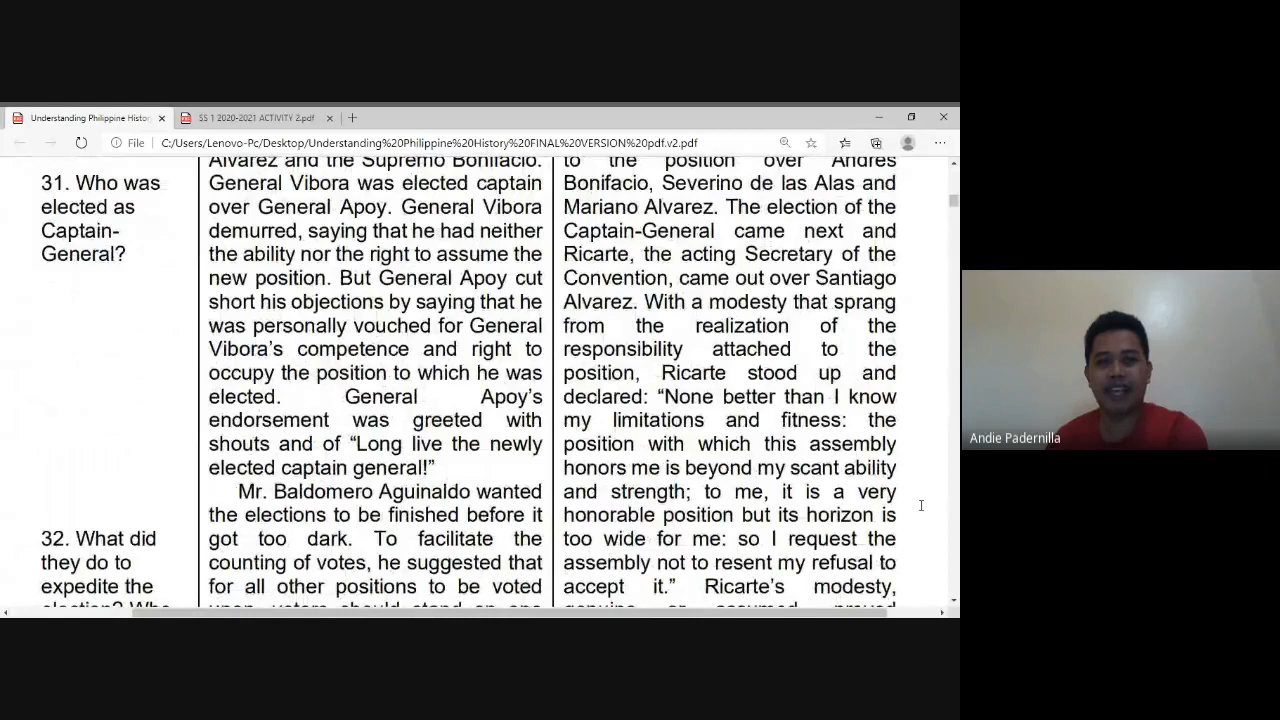 Understanding Philippine Histor
SS 1 2020-2021 ACTIVITY 2.pdf
File
C:/Users/Lenovo-Pc/Desktop/Understanding%20Philippine%20History%20FINAL%20VERSION%20pdf.v2.pdf
31. Who was
elected as
Captain-
General?
32. What did
they do to
expedite the
election? Who
Alvarez and the Supremo Bonifacio.
General Vibora was elected captain
over General Apoy. General Vibora
demurred, saying that he had neither
the ability nor the right to assume the
new position. But General Apoy cut
short his objections by saying that he
was personally vouched for General
Vibora's competence and right to
occupy the position to which he was
elected. General Apoy's
endorsement was greeted with
shouts and of “Long live the newly
elected captain general!”
Mr. Baldomero Aguinaldo wanted
the elections to be finished before it
got too dark. To facilitate the
counting of votes, he suggested that
for all other positions to be voted
upon, voters should stand on one
to the position over Andres
Bonifacio, Severino de las Alas and
Mariano Alvarez. The election of the
Captain-General came next and
Ricarte, the acting Secretary of the
Convention, came out over Santiago
Alvarez. With a modesty that sprang
from the realization of the
responsibility attached to the
position, Ricarte stood up and
declared: “None better than I know
my limitations and fitness: the
position with which this assembly
honors me is beyond my scant ability
and strength; to me, it is a very
honorable position but its horizon is
too wide for me: so I request the
assembly not to resent my refusal to
accept it.” Ricarte's modesty,
genuine or assumed, proved
Andie Padernilla